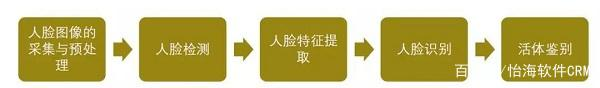 人脸图像的
采集与预处
理
人脸检测
人脸特征提
取
人脸识别
活体鉴别
百 /怡海软件CRM